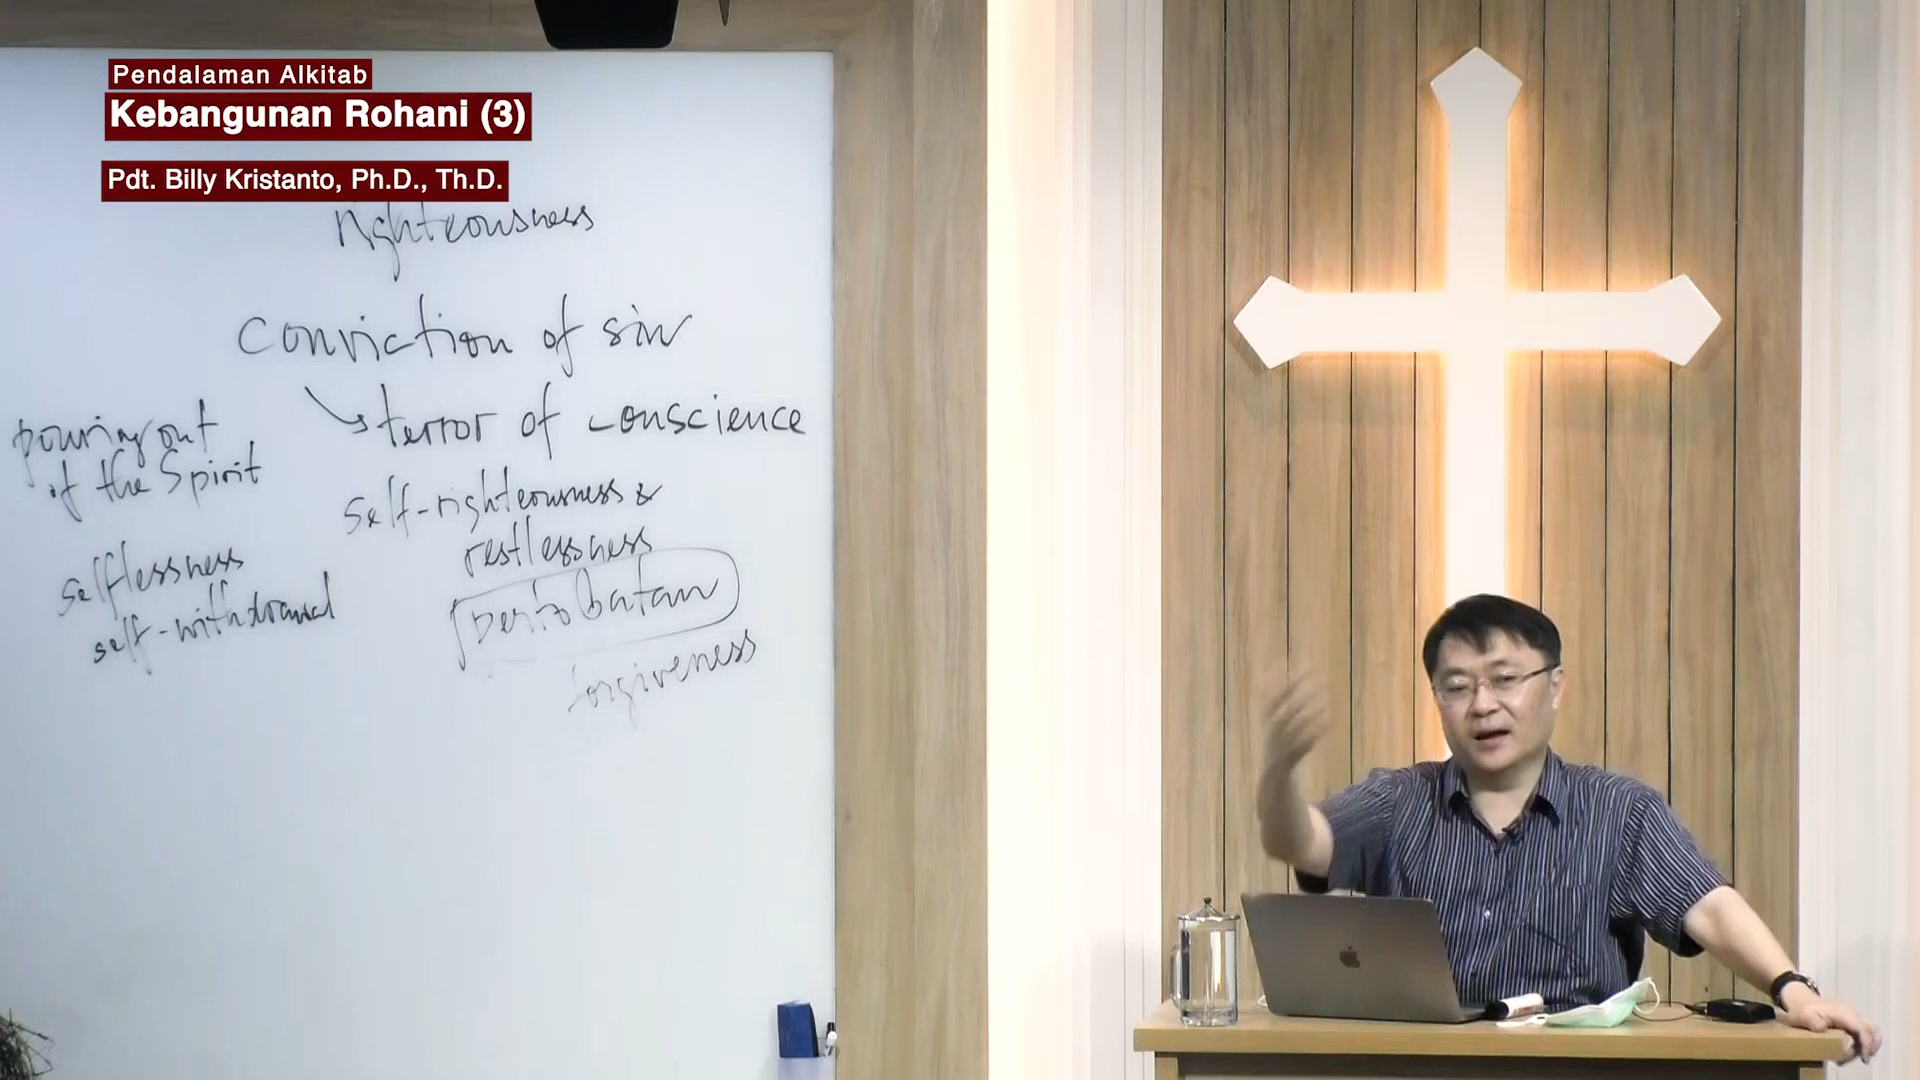 Pendalaman Alkitab
Kebangunan Rohani (3)
Pdt. Billy Kristanto, Ph.D., Th.D.
righteousness
conviction of sin
terror of conscience
pouring out
of the Spirit
self-righteousness &
restlessness
selflessness
self-withdrawal
pertobatan
forgiveness